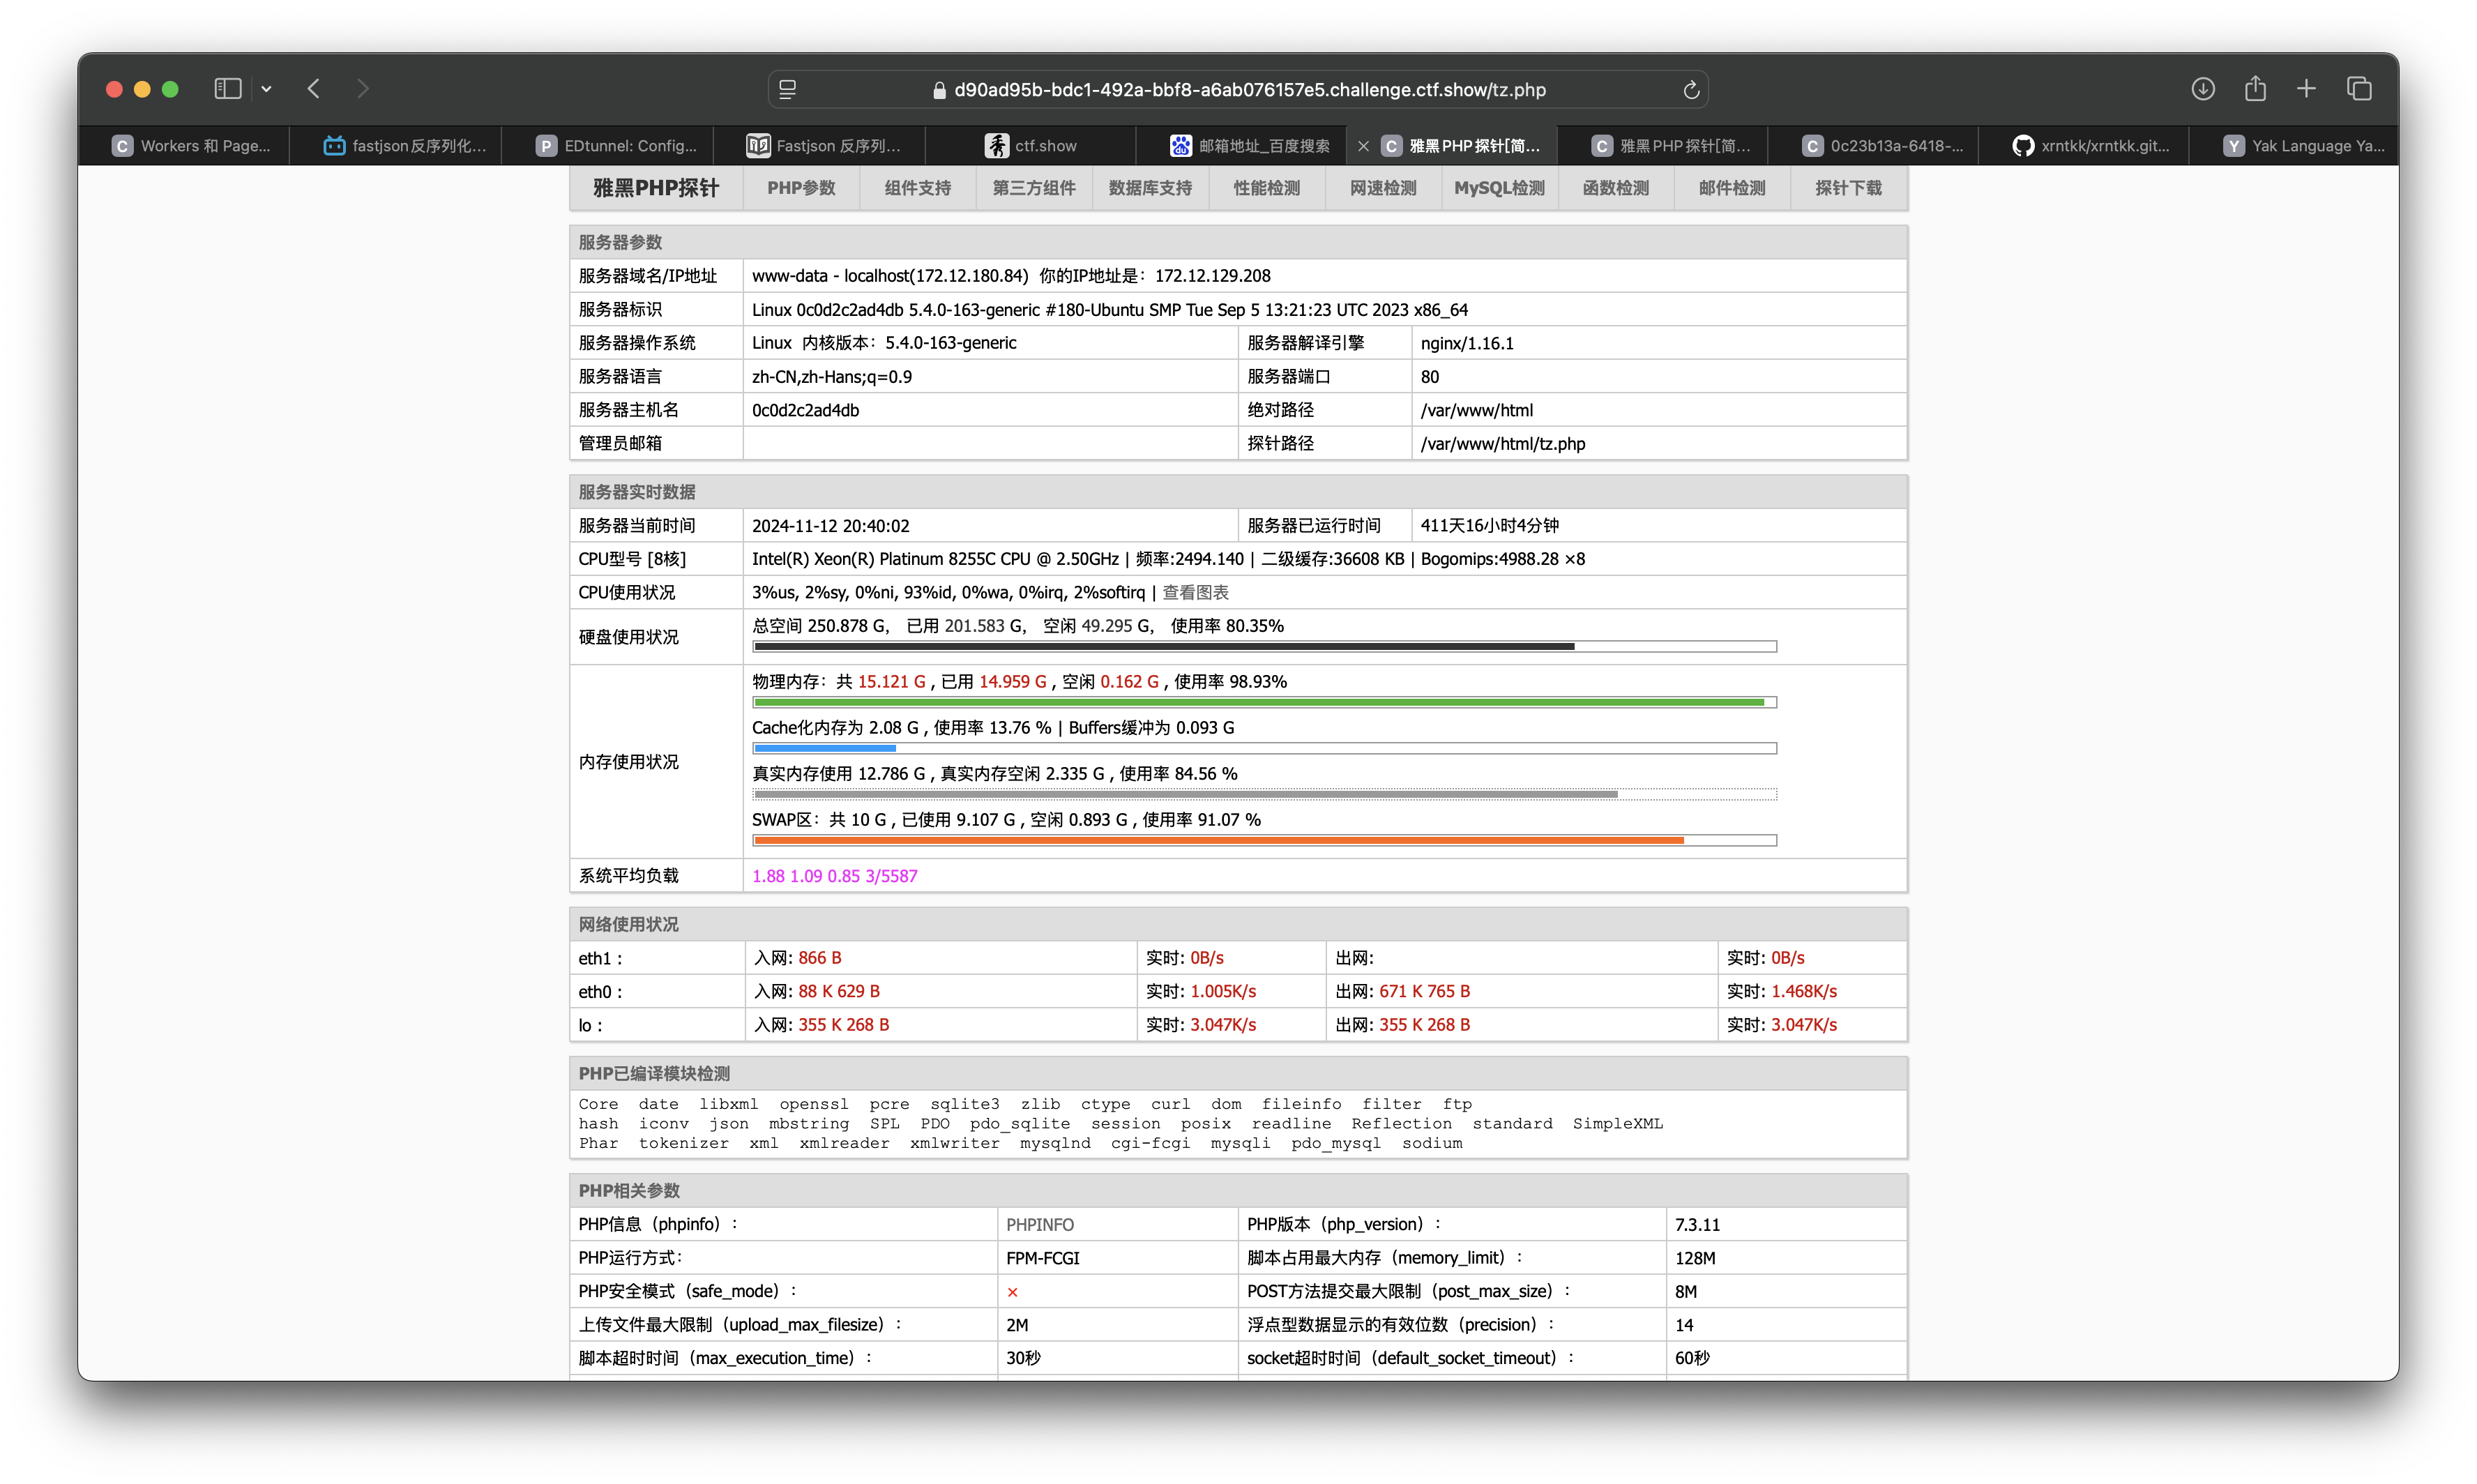 d90ad95b-bdc1-492a-bbf8-a6ab076157e5.challenge.ctf.show/tz.php
Workers 和 Page... fastjson反序列化... EDtunnel: Config... Fastjson 反序列... ctf.show 邮箱地址_百度搜索 雅黑PHP探针[简... 雅黑PHP探针[简... 0c23b13a-6418-... xrntkk/xrntkk.git... Yak Language Ya...
雅黑PHP探针 PHP参数 组件支持 第三方组件 数据库支持 性能检测 网速检测 MySQL检测 函数检测 邮件检测 探针下载
服务器参数
服务器域名/IP地址 www-data - localhost(172.12.180.84) 你的IP地址是：172.12.129.208
服务器标识 Linux 0c0d2c2ad4db 5.4.0-163-generic #180-Ubuntu SMP Tue Sep 5 13:21:23 UTC 2023 x86_64
服务器操作系统 Linux 内核版本：5.4.0-163-generic 服务器解译引擎 nginx/1.16.1
服务器语言 zh-CN,zh-Hans;q=0.9 服务器端口 80
服务器主机名 0c0d2c2ad4db 绝对路径 /var/www/html
管理员邮箱 探针路径 /var/www/html/tz.php
服务器实时数据
服务器当前时间 2024-11-12 20:40:02 服务器已运行时间 411天16小时4分钟
CPU型号 [8核] Intel(R) Xeon(R) Platinum 8255C CPU @ 2.50GHz | 频率:2494.140 | 二级缓存:36608 KB | Bogomips:4988.28 ×8
CPU使用状况 3%us, 2%sy, 0%ni, 93%id, 0%wa, 0%irq, 2%softirq | 查看图表
硬盘使用状况 总空间 250.878 G， 已用 201.583 G， 空闲 49.295 G， 使用率 80.35%
内存使用状况 物理内存：共 15.121 G , 已用 14.959 G , 空闲 0.162 G , 使用率 98.93%
Cache化内存为 2.08 G , 使用率 13.76 % | Buffers缓冲为 0.093 G
真实内存使用 12.786 G , 真实内存空闲 2.335 G , 使用率 84.56 %
SWAP区：共 10 G , 已使用 9.107 G , 空闲 0.893 G , 使用率 91.07 %
系统平均负载 1.88 1.09 0.85 3/5587
网络使用状况
eth1 : 入网: 866 B 实时: 0B/s 出网: 实时: 0B/s
eth0 : 入网: 88 K 629 B 实时: 1.005K/s 出网: 671 K 765 B 实时: 1.468K/s
lo : 入网: 355 K 268 B 实时: 3.047K/s 出网: 355 K 268 B 实时: 3.047K/s
PHP已编译模块检测
Core date libxml openssl pcre sqlite3 zlib ctype curl dom fileinfo filter ftp
hash iconv json mbstring SPL PDO pdo_sqlite session posix readline Reflection standard SimpleXML
Phar tokenizer xml xmlreader xmlwriter mysqlnd cgi-fcgi mysqli pdo_mysql sodium
PHP相关参数
PHP信息（phpinfo）： PHPINFO PHP版本（php_version）： 7.3.11
PHP运行方式： FPM-FCGI 脚本占用最大内存（memory_limit）： 128M
PHP安全模式（safe_mode）： × POST方法提交最大限制（post_max_size）： 8M
上传文件最大限制（upload_max_filesize）： 2M 浮点型数据显示的有效位数（precision）： 14
脚本超时时间（max_execution_time）： 30秒 socket超时时间（default_socket_timeout）： 60秒